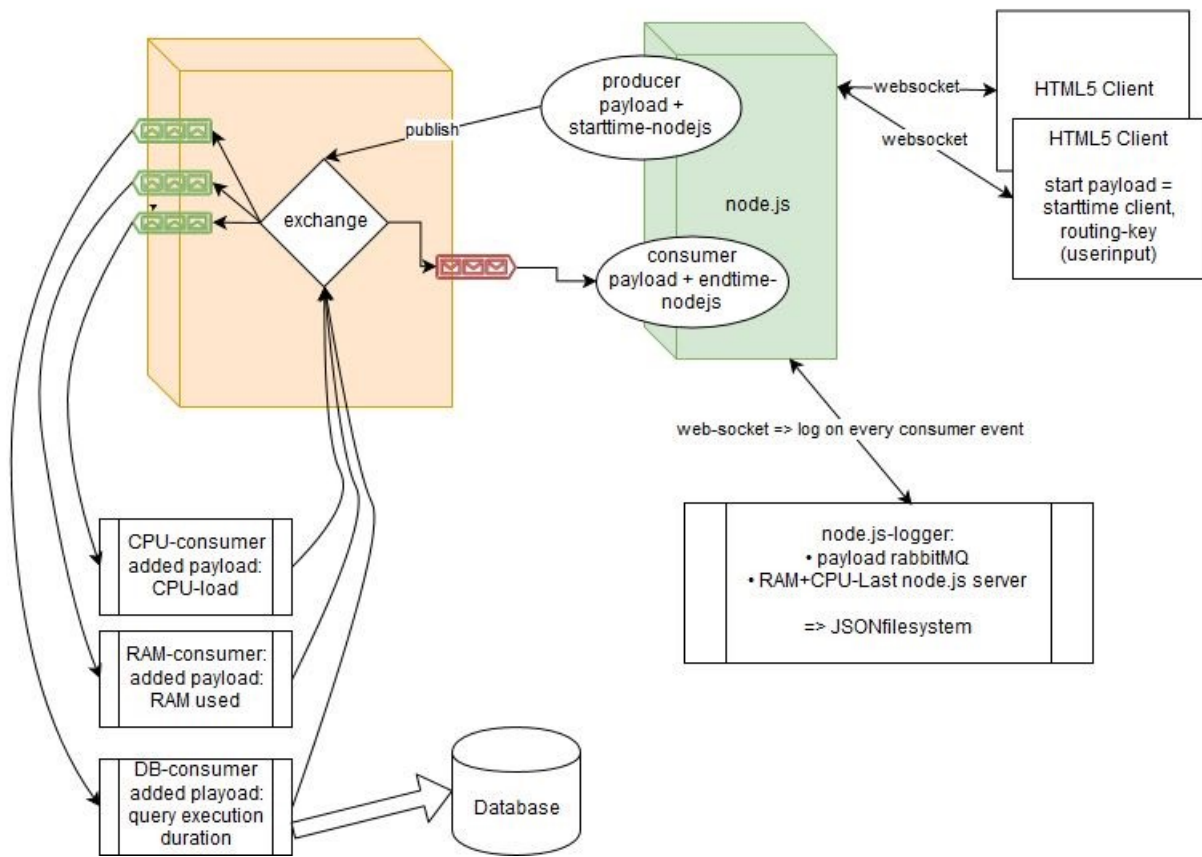 producer
payload +
starttime-nodejs
publish
exchange
node.js
consumer
payload + endtime-
nodejs
websocket
websocket
HTML5 Client
HTML5 Client
start payload =
starttime client,
routing-key
(userinput)
web-socket => log on every consumer event
node.js-logger:
• payload rabbitMQ
• RAM+CPU-Last node.js server
=> JSONfilesystem
CPU-consumer
added payload:
CPU-load
RAM-consumer:
added payload:
RAM used
DB-consumer
added playoad:
query execution
duration
Database